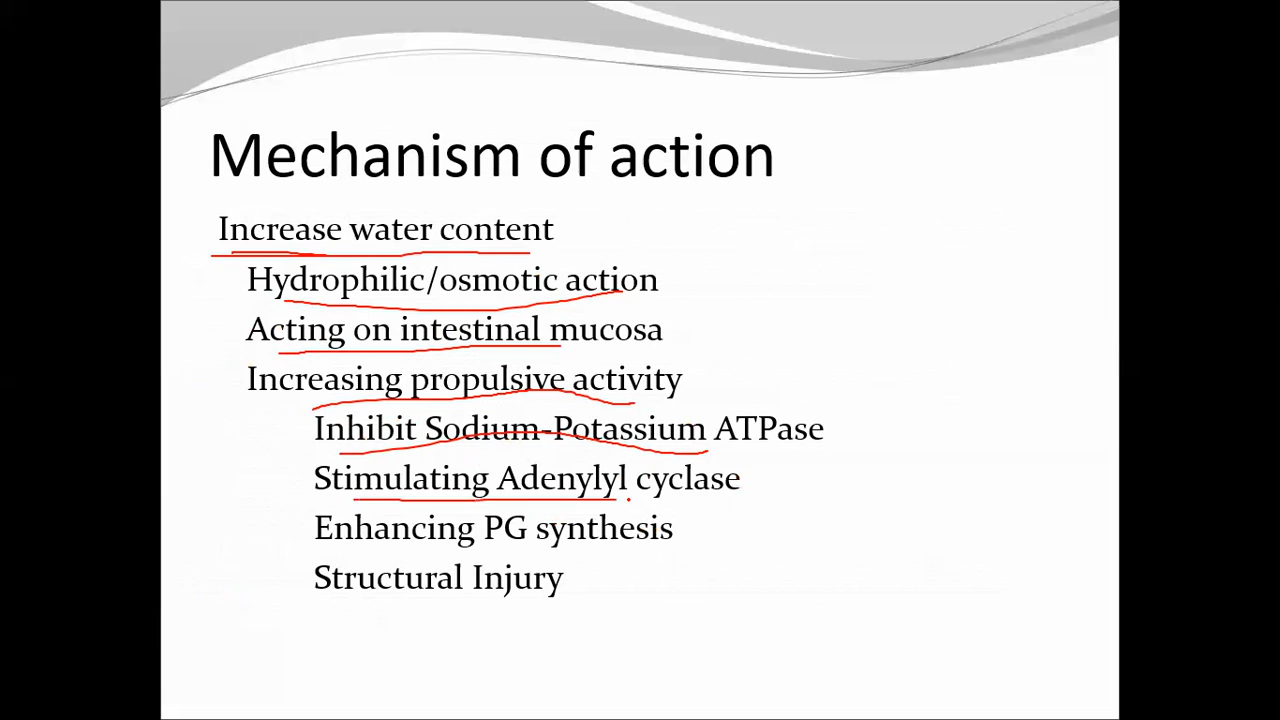 Mechanism of action
Increase water content
Hydrophilic/osmotic action
Acting on intestinal mucosa
Increasing propulsive activity
Inhibit Sodium-Potassium ATPase
Stimulating Adenylyl cyclase
Enhancing PG synthesis
Structural Injury